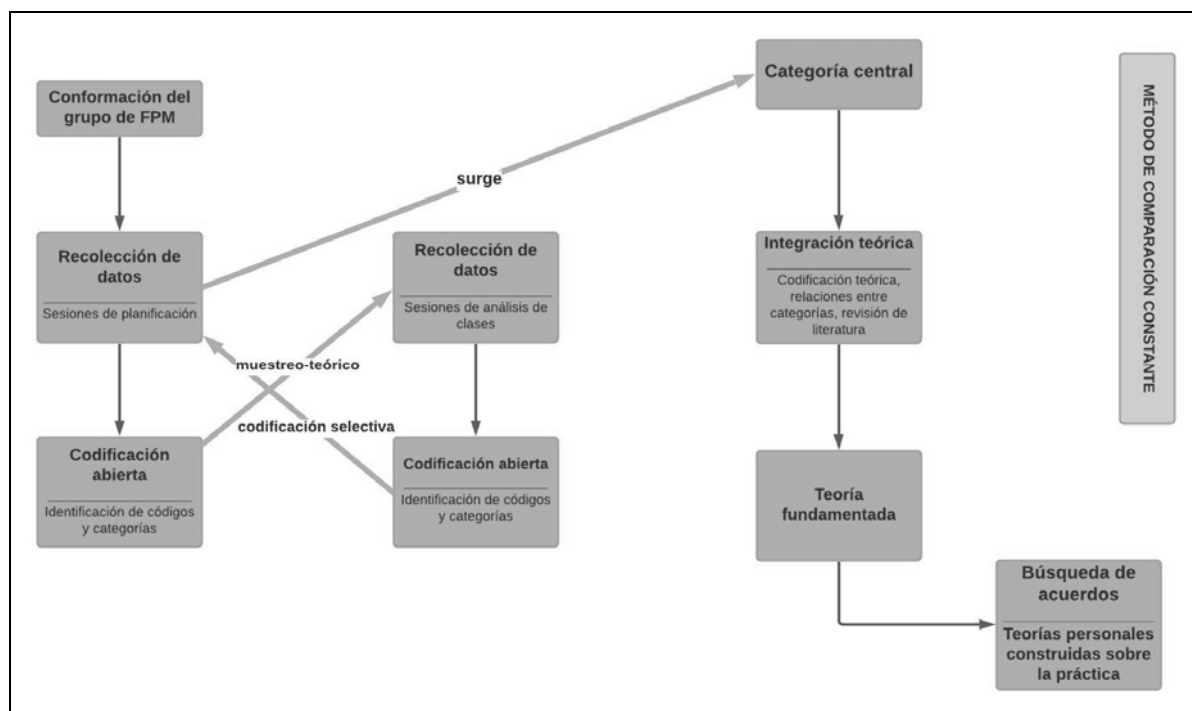 Conformación del
grupo de FPM
Recolección de
datos
Sesiones de planificación
Codificación
abierta
Identificación de códigos
y categorías
Recolección de
datos
Sesiones de análisis de
clases
Codificación abierta
Identificación de códigos
y categorías
muestreo-teórico
codificación selectiva
surge
Categoría central
Integración teórica
Codificación teórica,
relaciones entre
categorías, revisión de
literatura
Teoría
fundamentada
Búsqueda de
acuerdos
Teorías personales
construidas sobre
la práctica
MÉTODO DE COMPARACIÓN CONSTANTE